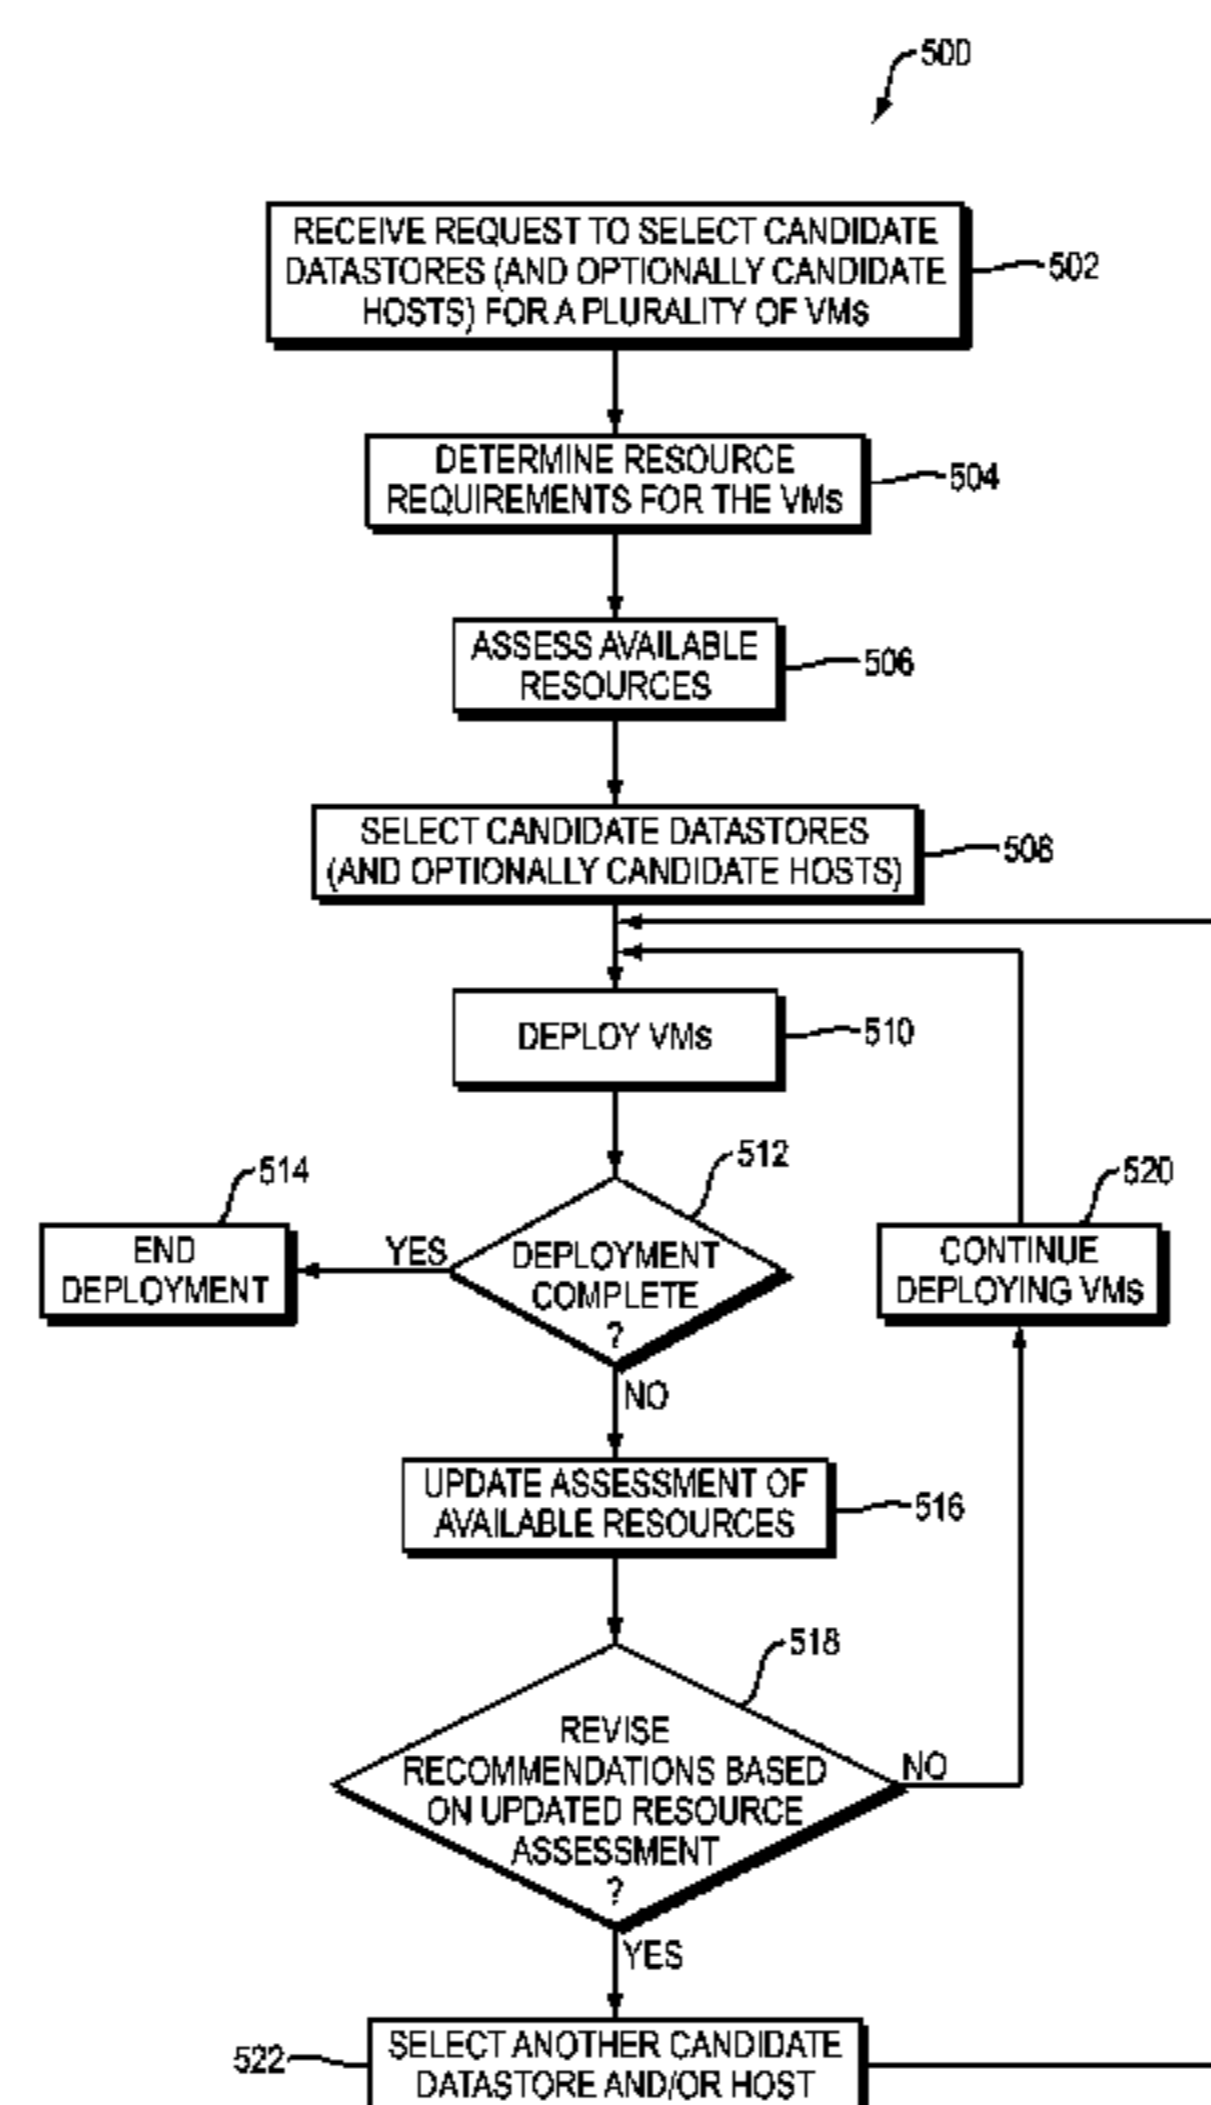 500
RECEIVE REQUEST TO SELECT CANDIDATE
DATASTORES (AND OPTIONALLY CANDIDATE
HOSTS) FOR A PLURALITY OF VMs
502
DETERMINE RESOURCE
REQUIREMENTS FOR THE VMs
504
ASSESS AVAILABLE
RESOURCES
506
SELECT CANDIDATE DATASTORES
(AND OPTIONALLY CANDIDATE HOSTS)
508
DEPLOY VMs
510
512
514
520
END
DEPLOYMENT
YES
DEPLOYMENT
COMPLETE
?
CONTINUE
DEPLOYING VMs
NO
UPDATE ASSESSMENT OF
AVAILABLE RESOURCES
516
518
REVISE
RECOMMENDATIONS BASED
ON UPDATED RESOURCE
ASSESSMENT
?
NO
YES
522
SELECT ANOTHER CANDIDATE
DATASTORE AND/OR HOST